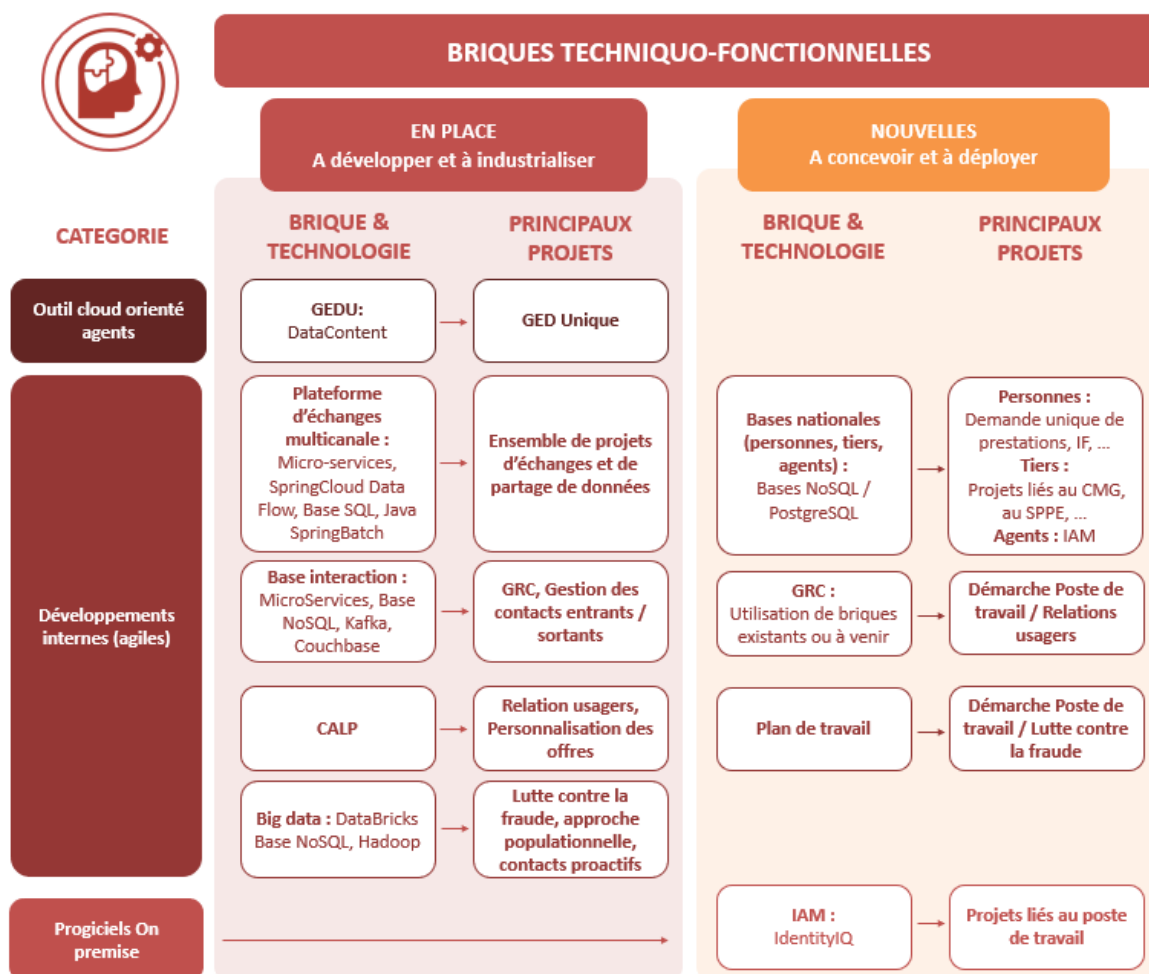 BRIQUES TECHNIQUO-FONCTIONNELLES
EN PLACE
A développer et à industrialiser
NOUVELLES
A concevoir et à déployer
CATEGORIE
BRIQUE &
TECHNOLOGIE
PRINCIPAUX
PROJETS
BRIQUE &
TECHNOLOGIE
PRINCIPAUX
PROJETS
Outil cloud orienté
agents
GEDU:
DataContent
GED Unique
Développements
internes (agiles)
Plateforme
d'échanges
multicanale :
Micro-services,
SpringCloud Data
Flow, Base SQL, Java
SpringBatch
Ensemble de projets
d'échanges et de
partage de données
Bases nationales
(personnes, tiers,
agents) :
Bases NoSQL /
PostgreSQL
Personnes :
Demande unique de
prestations, IF, ...
Tiers :
Projets liés au CMG,
au SPPE, ...
Agents : IAM
Base interaction :
MicroServices, Base
NoSQL, Kafka,
Couchbase
GRC, Gestion des
contacts entrants /
sortants
GRC :
Utilisation de briques
existants ou à venir
Démarche Poste de
travail / Relations
usagers
CALP
Relation usagers,
Personnalisation des
offres
Plan de travail
Démarche Poste de
travail / Lutte contre
la fraude
Big data : DataBricks
Base NoSQL, Hadoop
Lutte contre la
fraude, approche
populationnelle,
contacts proactifs
Progiciels On
premise
IAM :
IdentityIQ
Projets liés au poste
de travail